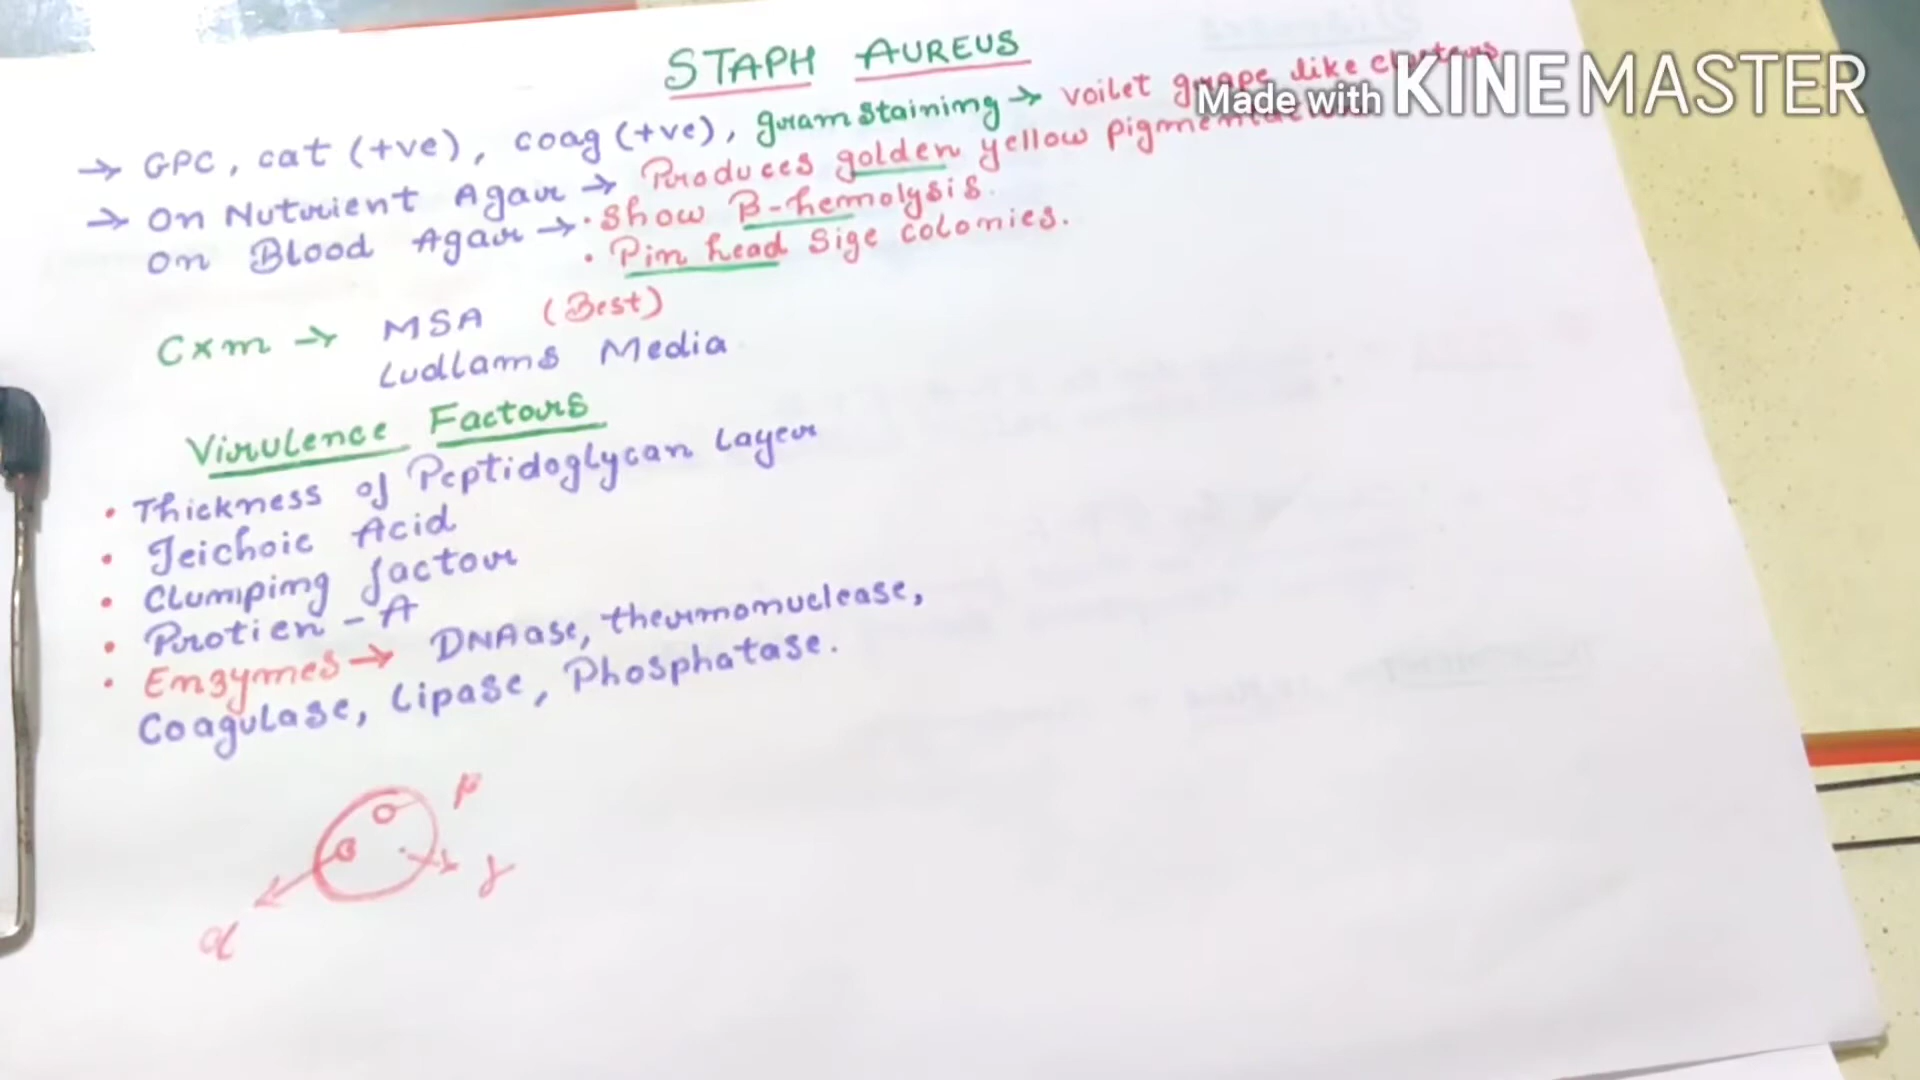 STAPH AUREUS
→ GPC, cat (+ve), coag (+ve), gram staining → voilet grape like clusters
→ On Nutrient Agar → Produces golden yellow pigmentation
On Blood Agar → • Show B-hemolysis.
• Pin head Size colonies.
Cxm → MSA (Best)
Ludlams Media
Virulence Factors
• Thickness of Peptidoglycan Layer
• Teichoic Acid
• Clumping factor
• Protien - A
• Enzymes → DNAase, thermonuclease,
Coagulase, Lipase, Phosphatase.
β
γ
α
Made with KINEMASTER